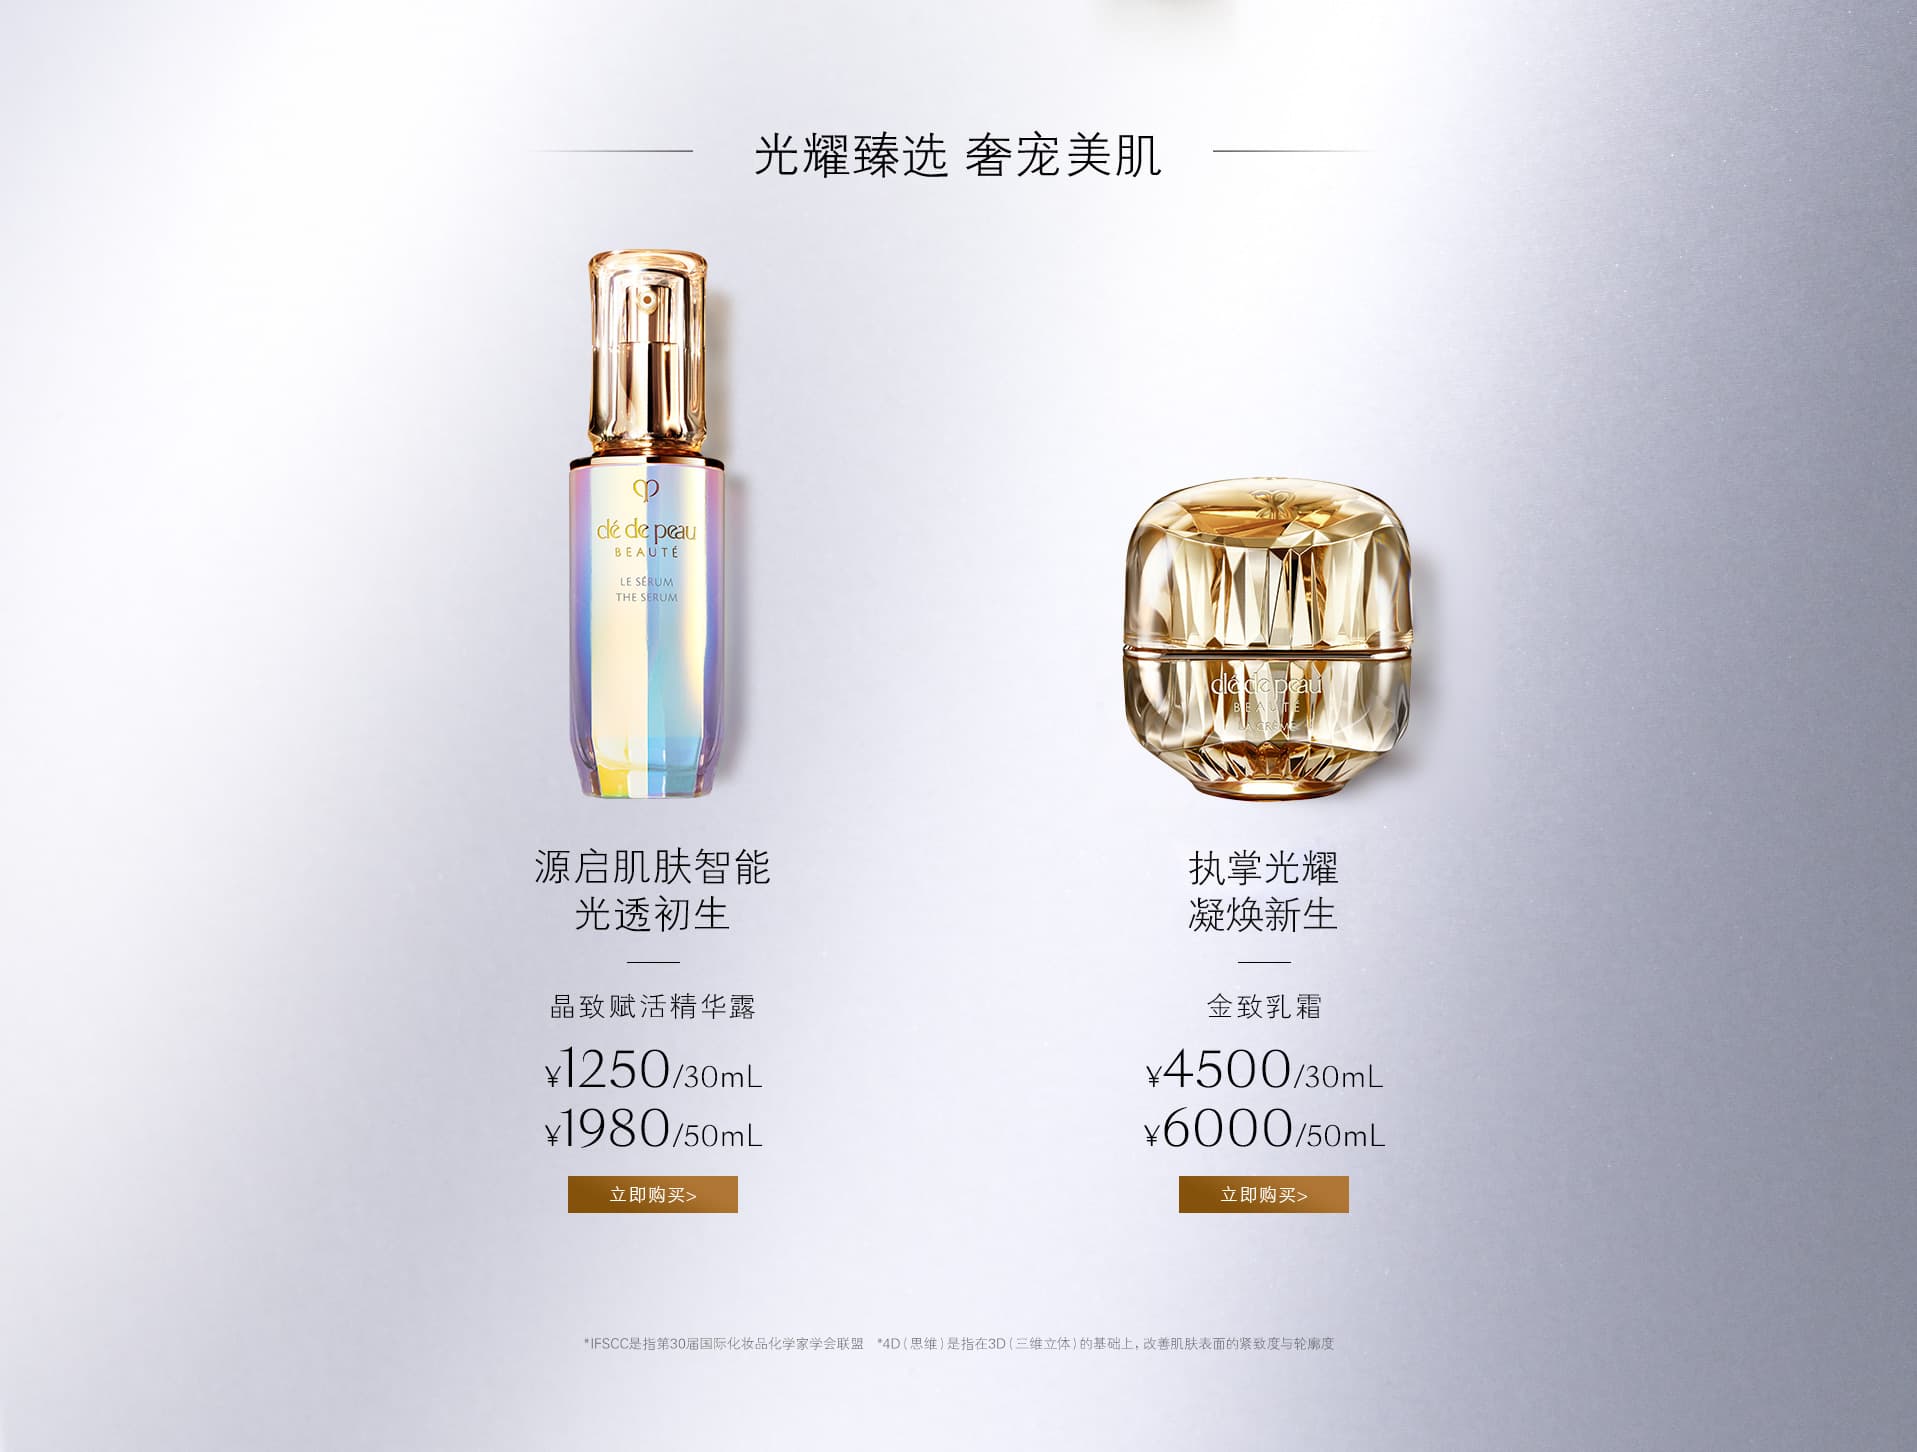 光耀臻选 奢宠美肌
clé de peau
BEAUTÉ
LE SÉRUM
THE SERUM
clé de peau
BEAUTÉ
LA CRÈME
源启肌肤智能
光透初生
晶致赋活精华露
¥1250/30mL
¥1980/50mL
立即购买>
执掌光耀
凝焕新生
金致乳霜
¥4500/30mL
¥6000/50mL
立即购买>
*IFSCC是指第30届国际化妆品化学家学会联盟 *4D(思维)是指在3D(三维立体)的基础上,改善肌肤表面的紧致度与轮廓度